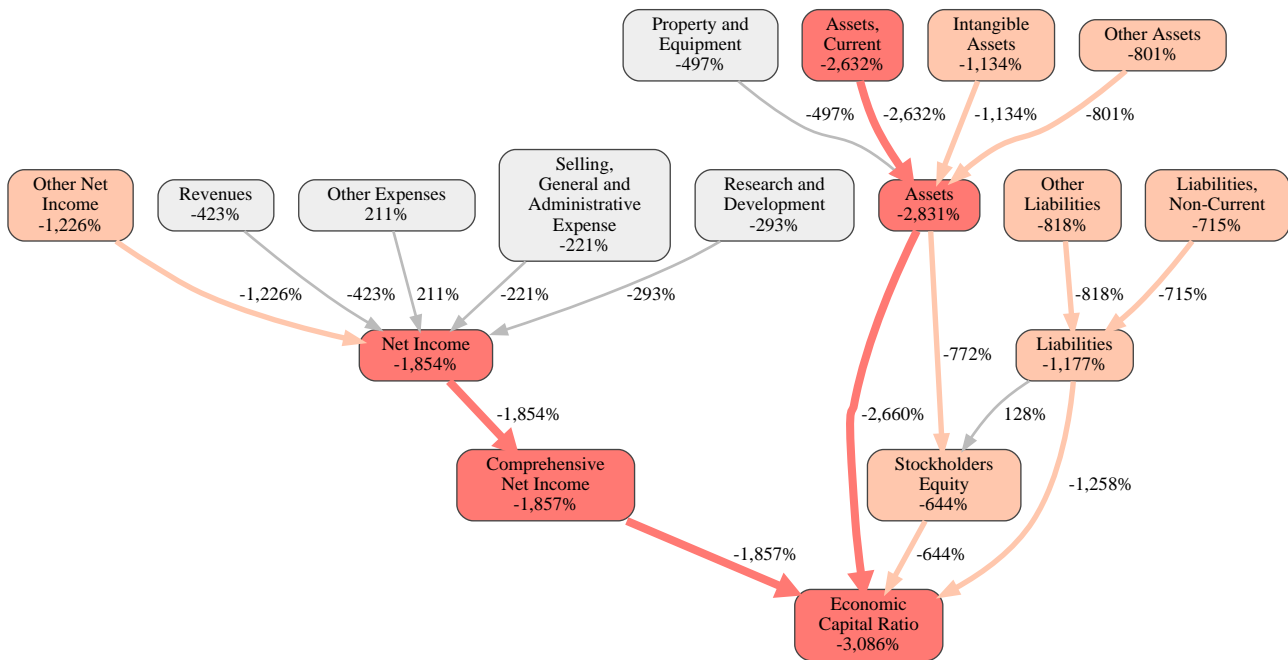 Property and
Equipment
-497%
Assets,
Current
-2,632%
Intangible
Assets
-1,134%
Other Assets
-801%
-497%
-2,632%
-1,134%
-801%
Other Net
Income
-1,226%
Revenues
-423%
Other Expenses
211%
Selling,
General and
Administrative
Expense
-221%
Research and
Development
-293%
Assets
-2,831%
Other
Liabilities
-818%
Liabilities,
Non-Current
-715%
-1,226%
-423%
211%
-221%
-293%
-818%
-715%
Net Income
-1,854%
-772%
Liabilities
-1,177%
-1,854%
-2,660%
128%
Comprehensive
Net Income
-1,857%
Stockholders
Equity
-644%
-1,258%
-1,857%
-644%
Economic
Capital Ratio
-3,086%